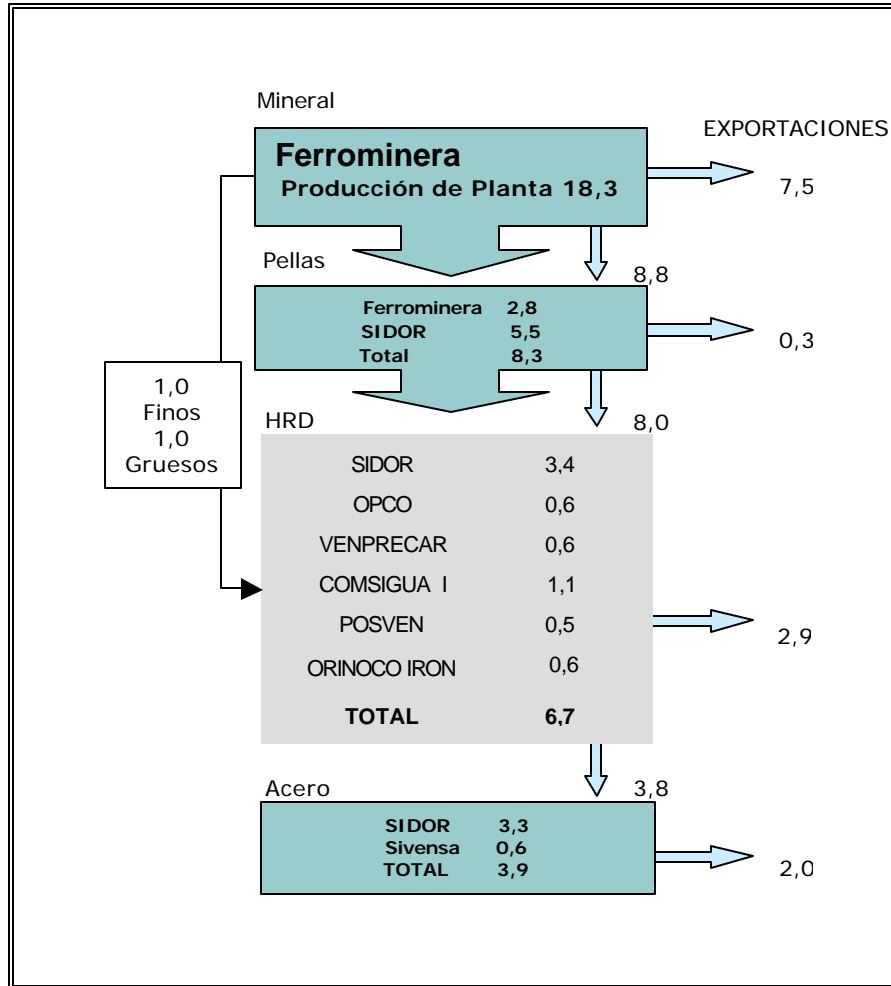 Mineral
EXPORTACIONES
Ferrominera
Producción de Planta 18,3
7,5
Pellas
8,8
Ferrominera 2,8
SIDOR 5,5
Total 8,3
0,3
1,0
Finos
1,0
Gruesos
HRD
8,0
SIDOR 3,4
OPCO 0,6
VENPRECAR 0,6
COMSIGUA I 1,1
POSVEN 0,5
ORINOCO IRON 0,6
TOTAL 6,7
2,9
Acero
3,8
SIDOR 3,3
Sivensa 0,6
TOTAL 3,9
2,0